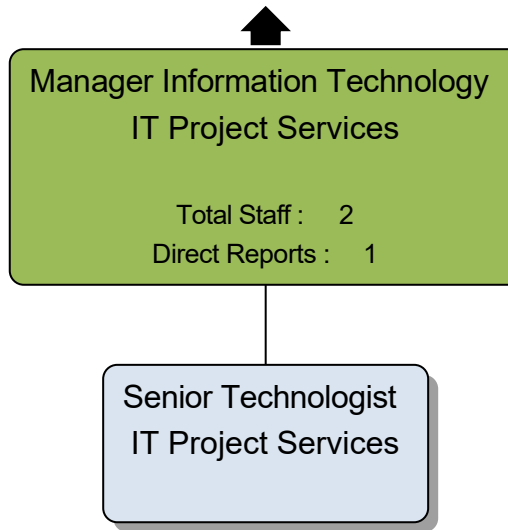 Manager Information Technology
IT Project Services
Total Staff : 2
Direct Reports : 1
Senior Technologist
IT Project Services